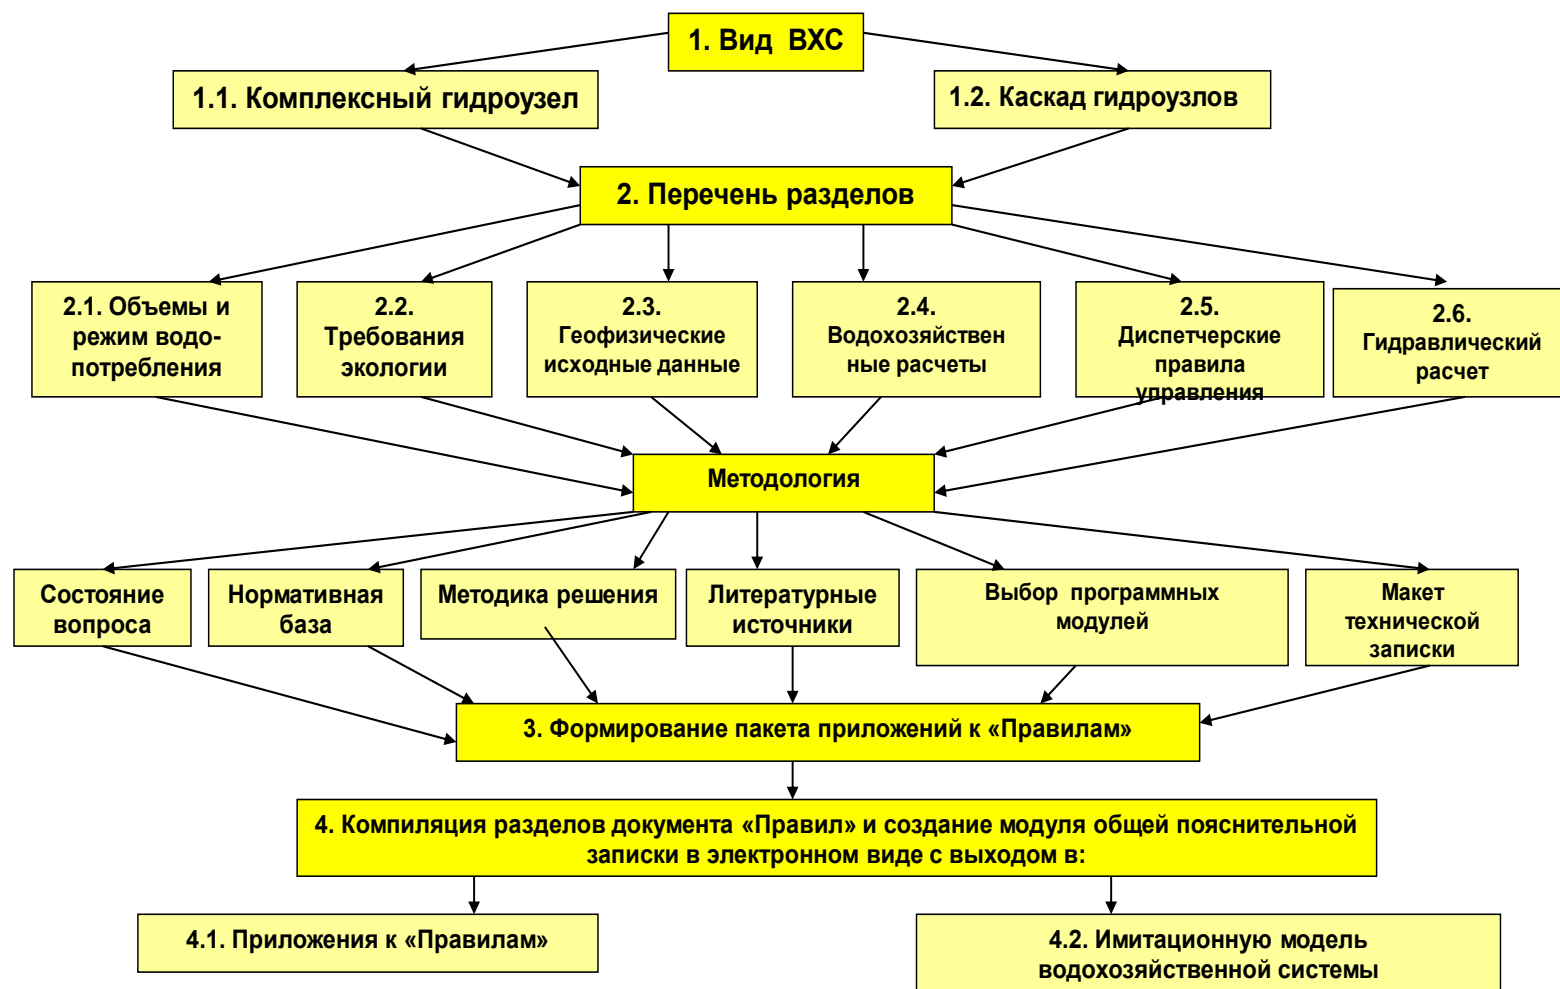 1. Вид ВХС
1.1. Комплексный гидроузел
1.2. Каскад гидроузлов
2. Перечень разделов
2.1. Объемы и
режим водо-
потребления
2.2.
Требования
экологии
2.3.
Геофизические
исходные данные
2.4.
Водохозяйствен
ные расчеты
2.5.
Диспетчерские
правила
управления
2.6.
Гидравлический
расчет
Методология
Состояние
вопроса
Нормативная
база
Методика решения
Литературные
источники
Выбор программных
модулей
Макет
технической
записки
3. Формирование пакета приложений к «Правилам»
4. Компиляция разделов документа «Правил» и создание модуля общей пояснительной
записки в электронном виде с выходом в:
4.1. Приложения к «Правилам»
4.2. Имитационную модель
водохозяйственной системы